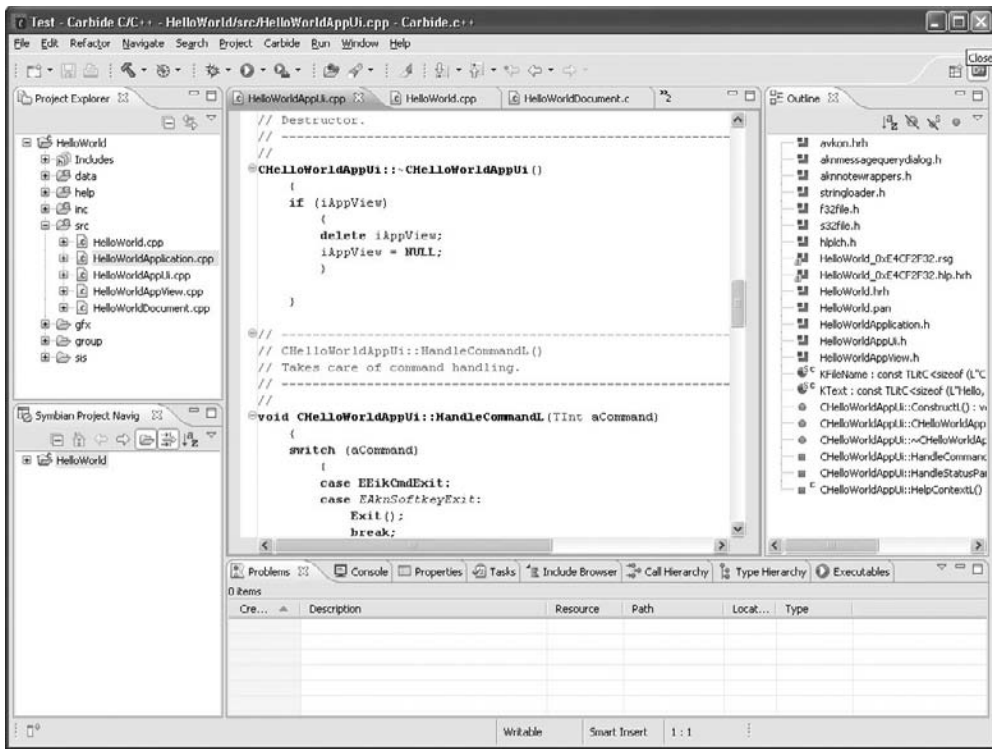 Test - Carbide C/C++ - HelloWorld/src/HelloWorldAppUi.cpp - Carbide.c++
File Edit Refactor Navigate Search Project Carbide Run Window Help
Close
Project Explorer
HelloWorld
Includes
data
help
inc
src
HelloWorld.cpp
HelloWorldApplication.cpp
HelloWorldAppUi.cpp
HelloWorldAppView.cpp
HelloWorldDocument.cpp
gfx
group
sis
Symbian Project Navig
HelloWorld
HelloWorldAppUi.cpp HelloWorld.cpp HelloWorldDocument.c »2
// Destructor.
// -----------------------------------------------------------
//
CHelloWorldAppUi::~CHelloWorldAppUi()
{
if (iAppView)
{
delete iAppView;
iAppView = NULL;
}
}
// -----------------------------------------------------------
// CHelloWorldAppUi::HandleCommandL()
// Takes care of command handling.
// -----------------------------------------------------------
//
void CHelloWorldAppUi::HandleCommandL(TInt aCommand)
{
switch (aCommand)
{
case EEikCmdExit:
case EAknSoftkeyExit:
Exit();
break;
Outline
avkon.hrh
aknmessagequerydialog.h
aknnotewrappers.h
stringloader.h
f32file.h
s32file.h
hlplch.h
HelloWorld_0xE4CF2F32.rsg
HelloWorld_0xE4CF2F32.hlp.hrh
HelloWorld.hrh
HelloWorld.pan
HelloWorldApplication.h
HelloWorldAppUi.h
HelloWorldAppView.h
KFileName : const TLitC<sizeof (L"C
KText : const TLitC<sizeof (L"Hello,
CHelloWorldAppUi::ConstructL() : v
CHelloWorldAppUi::CHelloWorldApp
CHelloWorldAppUi::~CHelloWorldAp
CHelloWorldAppUi::HandleCommanc
CHelloWorldAppUi::HandleStatusPar
CHelloWorldAppUi::HelpContextL()
Problems Console Properties Tasks Include Browser Call Hierarchy Type Hierarchy Executables
0 items
Cre... Description Resource Path Locat... Type
Writable Smart Insert 1 : 1